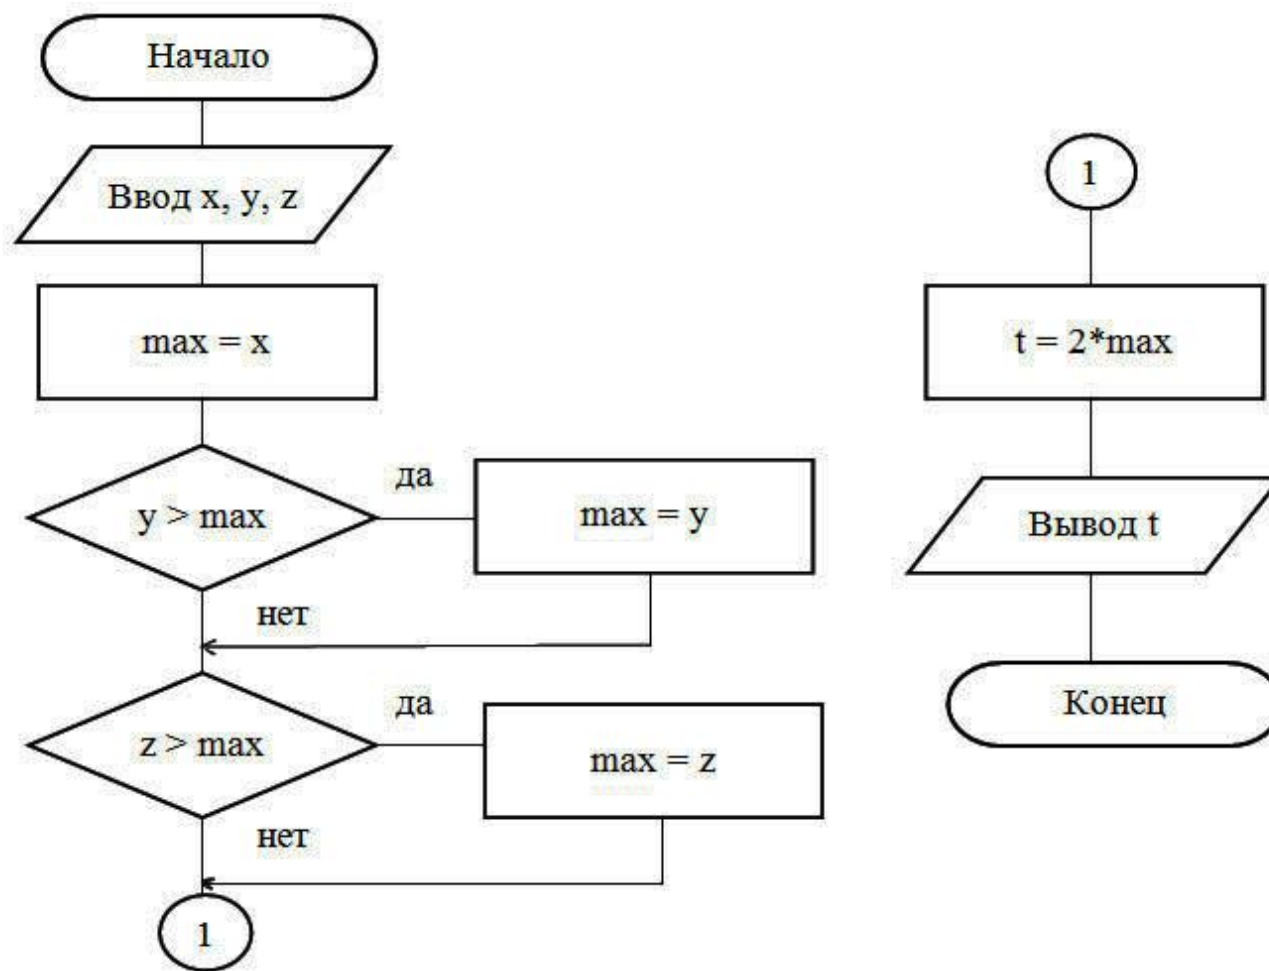 Начало
Ввод x, y, z
max = x
y > max
да
max = y
нет
z > max
да
max = z
нет
1
1
t = 2*max
Вывод t
Конец